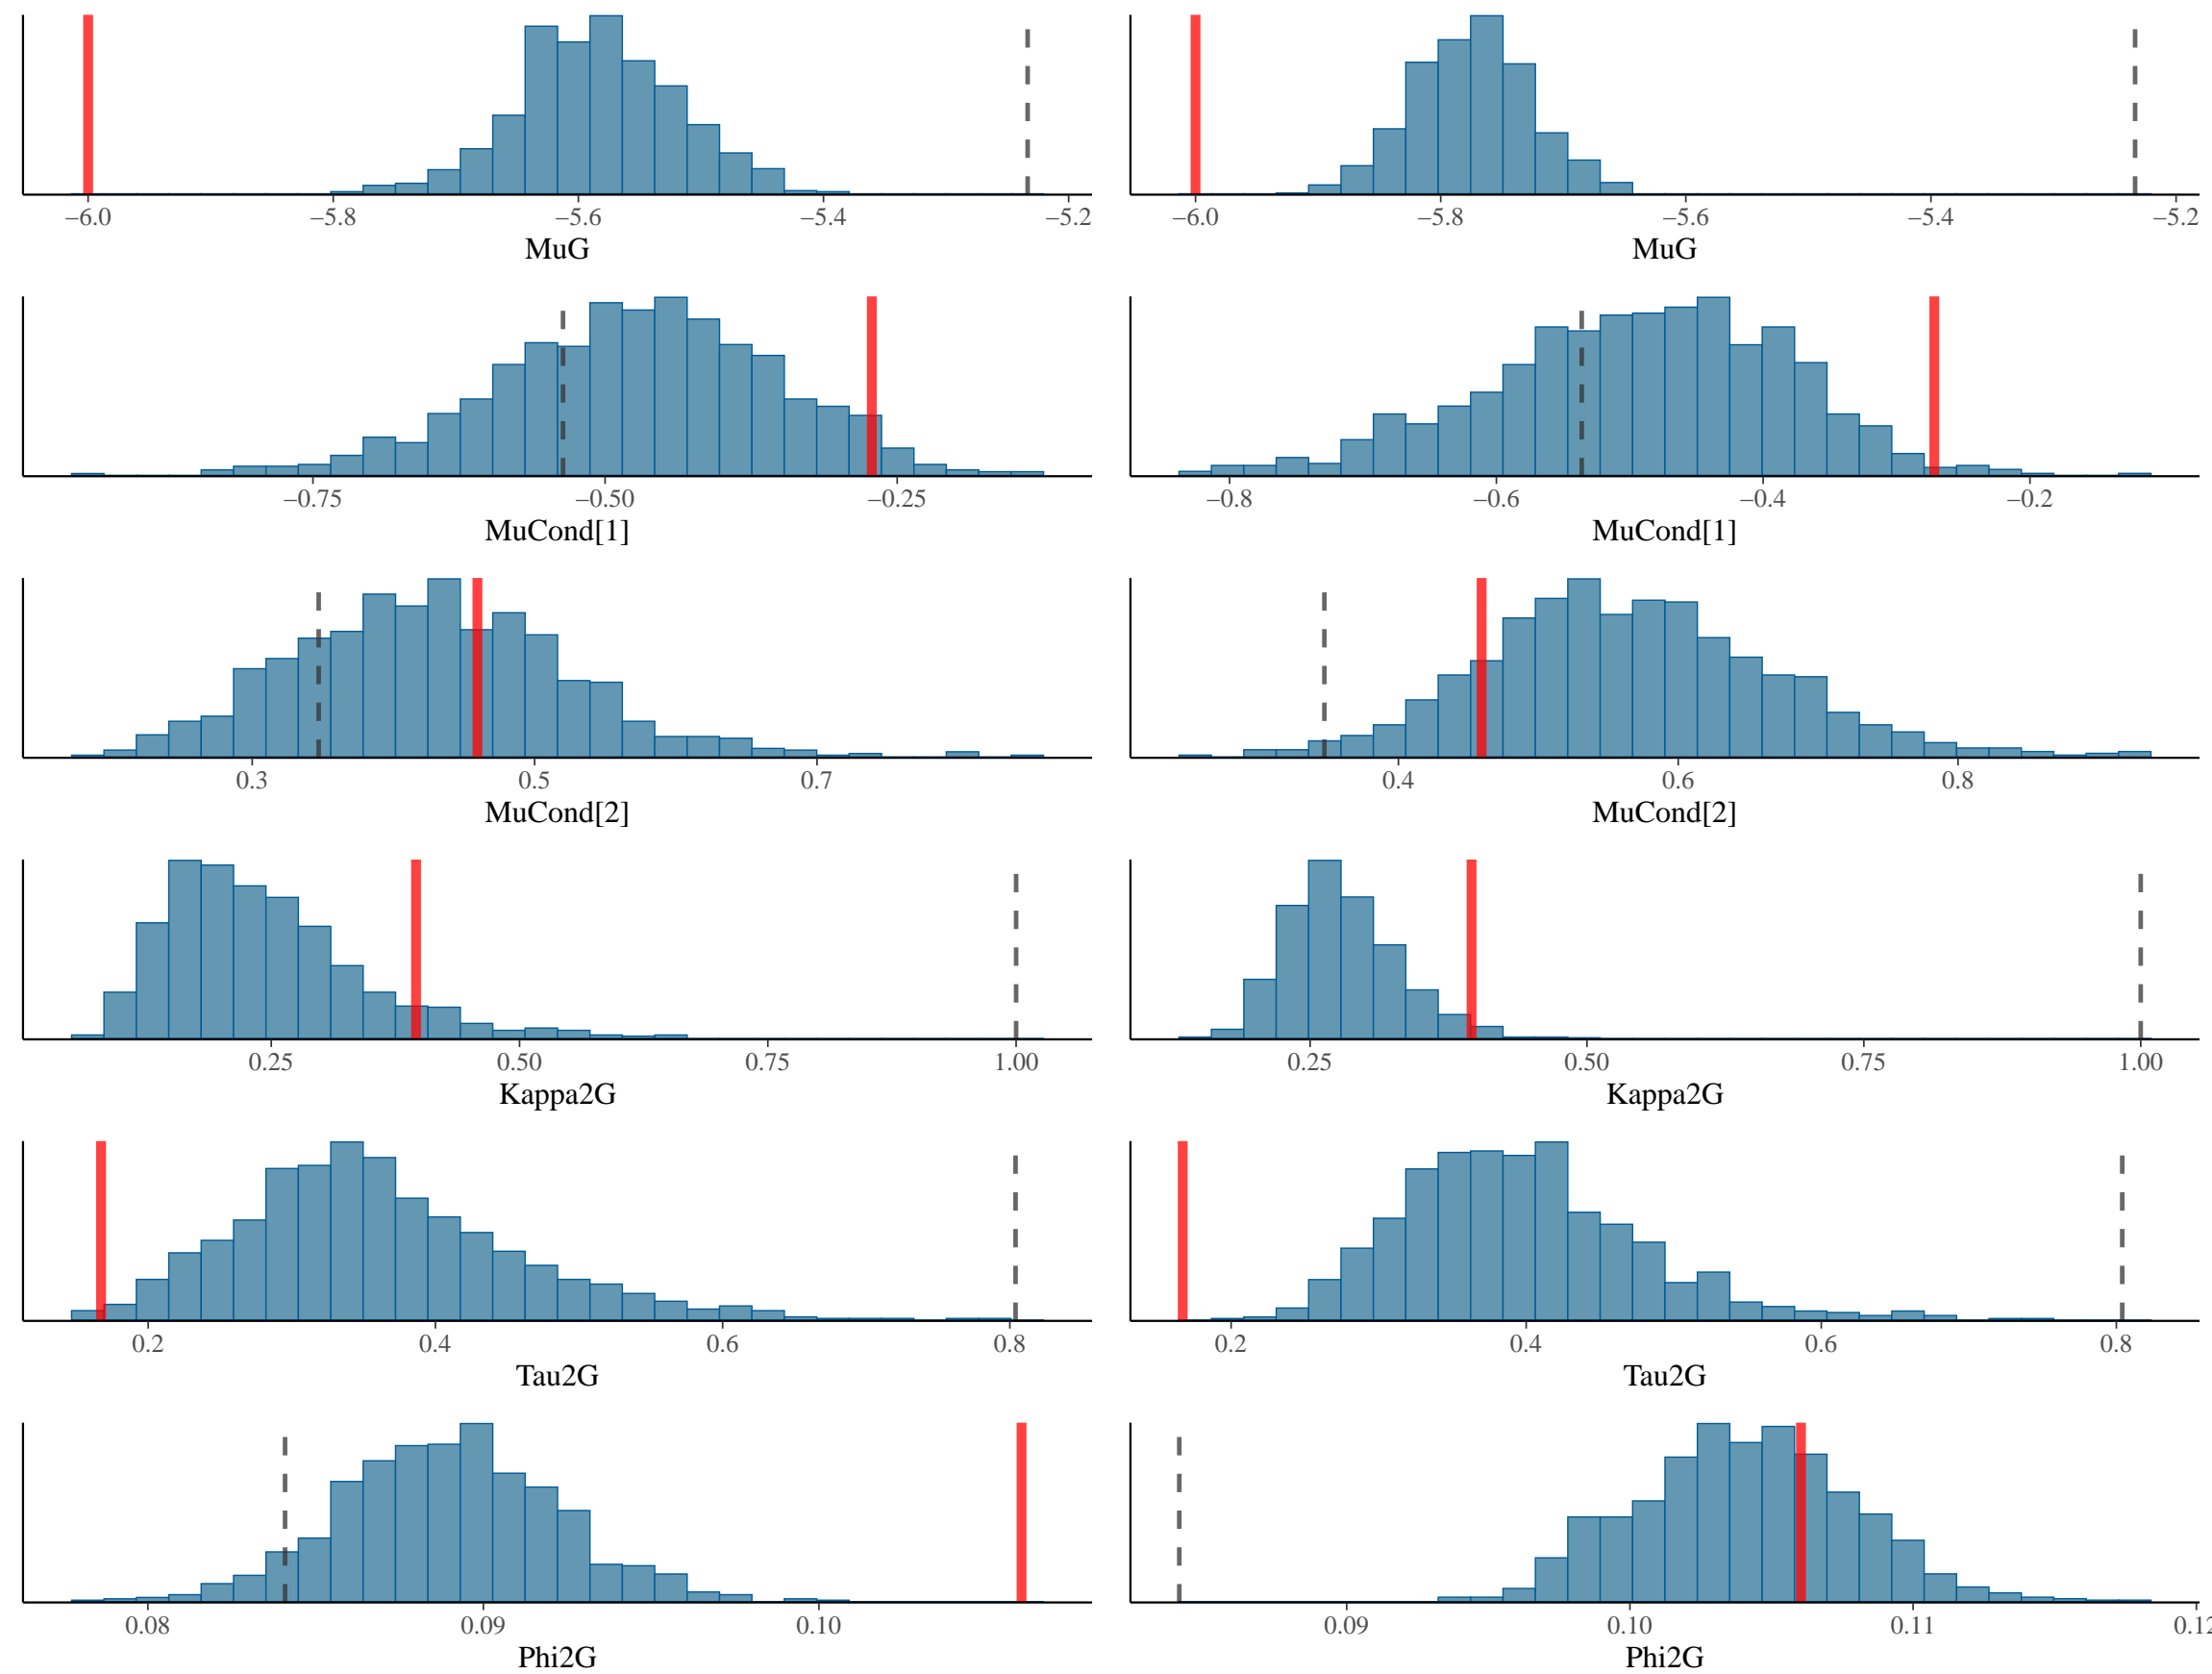 −6.0 −5.8 −5.6 −5.4 −5.2
MuG
−6.0 −5.8 −5.6 −5.4 −5.2
MuG
−0.75 −0.50 −0.25
MuCond[1]
−0.8 −0.6 −0.4 −0.2
MuCond[1]
0.3 0.5 0.7
MuCond[2]
0.4 0.6 0.8
MuCond[2]
0.25 0.50 0.75 1.00
Kappa2G
0.25 0.50 0.75 1.00
Kappa2G
0.2 0.4 0.6 0.8
Tau2G
0.2 0.4 0.6 0.8
Tau2G
0.08 0.09 0.10
Phi2G
0.09 0.10 0.11 0.12
Phi2G